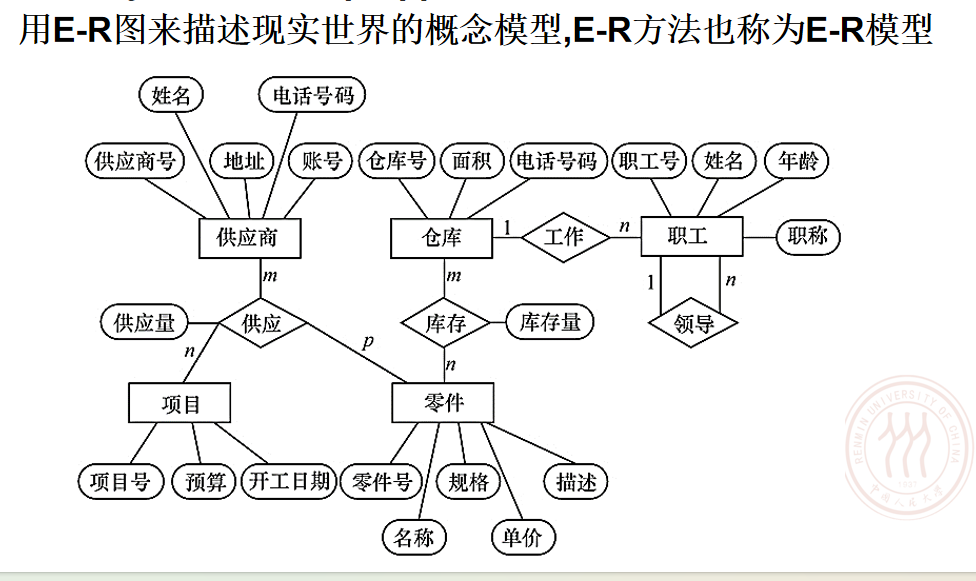 用E-R图来描述现实世界的概念模型,E-R方法也称为E-R模型
姓名 电话号码
供应商号 地址 账号 仓库号 面积 电话号码 职工号 姓名 年龄
供应商 仓库 1 工作 n 职工 职称
m m 1 n
供应量 供应 库存 库存量 领导
n p n
项目 零件
项目号 预算 开工日期 零件号 规格 描述
名称 单价
RENMIN UNIVERSITY OF CHINA
1937
中国人民大学